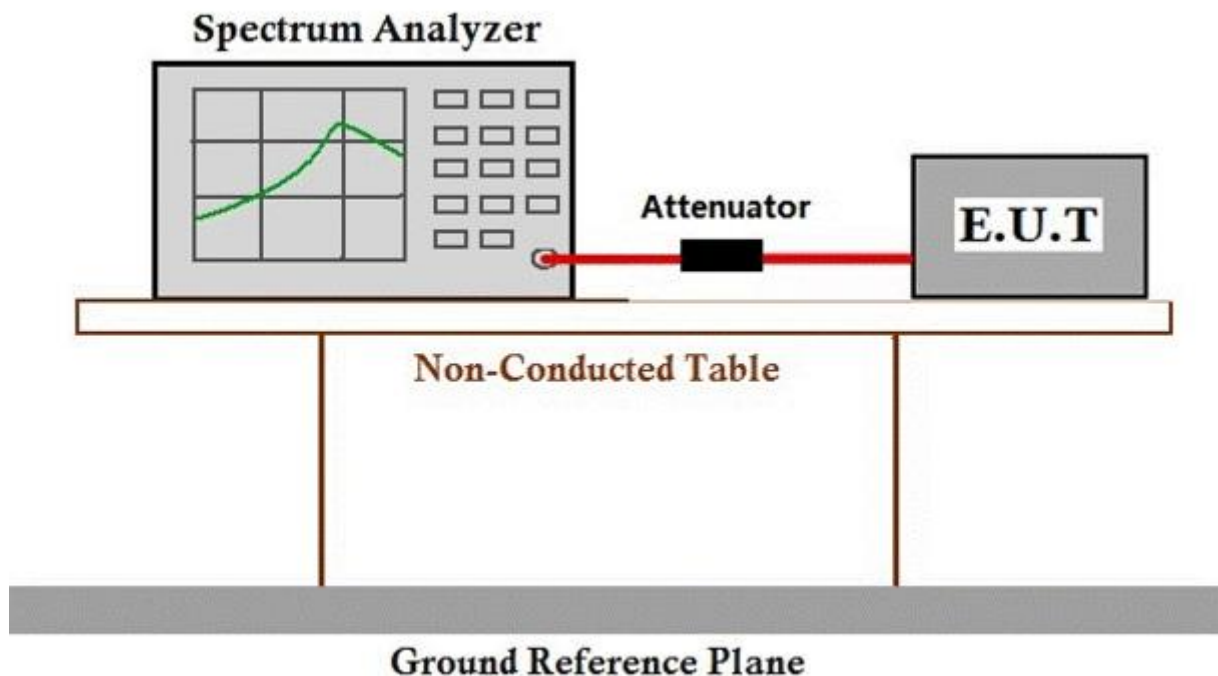 Spectrum Analyzer
Attenuator
E.U.T
Non-Conducted Table
Ground Reference Plane